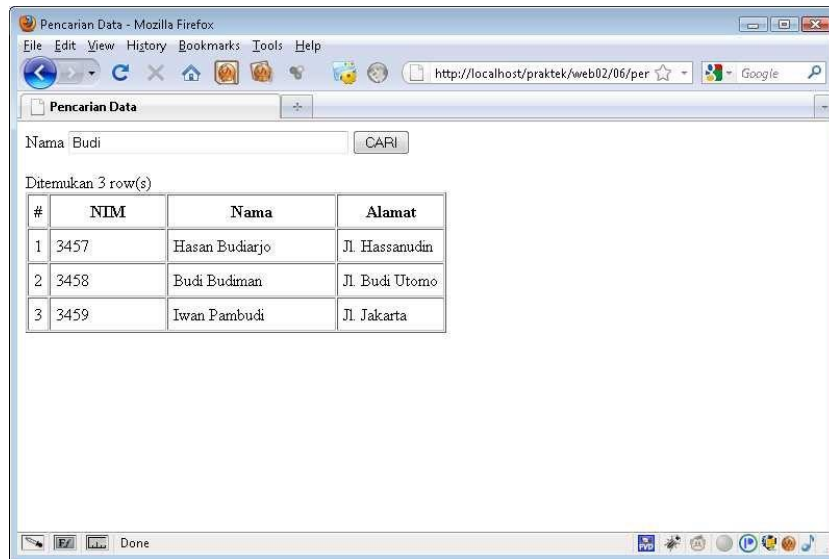 Pencarian Data - Mozilla Firefox
File Edit View History Bookmarks Tools Help
http://localhost/praktek/web02/06/per Google
Pencarian Data
Nama Budi CARI
Ditemukan 3 row(s)
# NIM Nama Alamat
1 3457 Hasan Budiarjo Jl. Hassanudin
2 3458 Budi Budiman Jl. Budi Utomo
3 3459 Iwan Pambudi Jl. Jakarta
Done